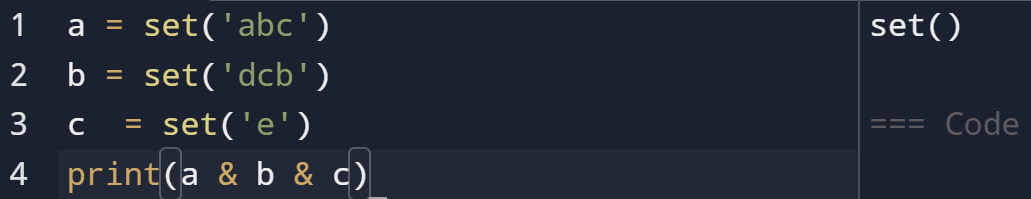 1 a = set('abc')
2 b = set('dcb')
3 c  = set('e')
4 print(a & b & c)
set()
=== Code